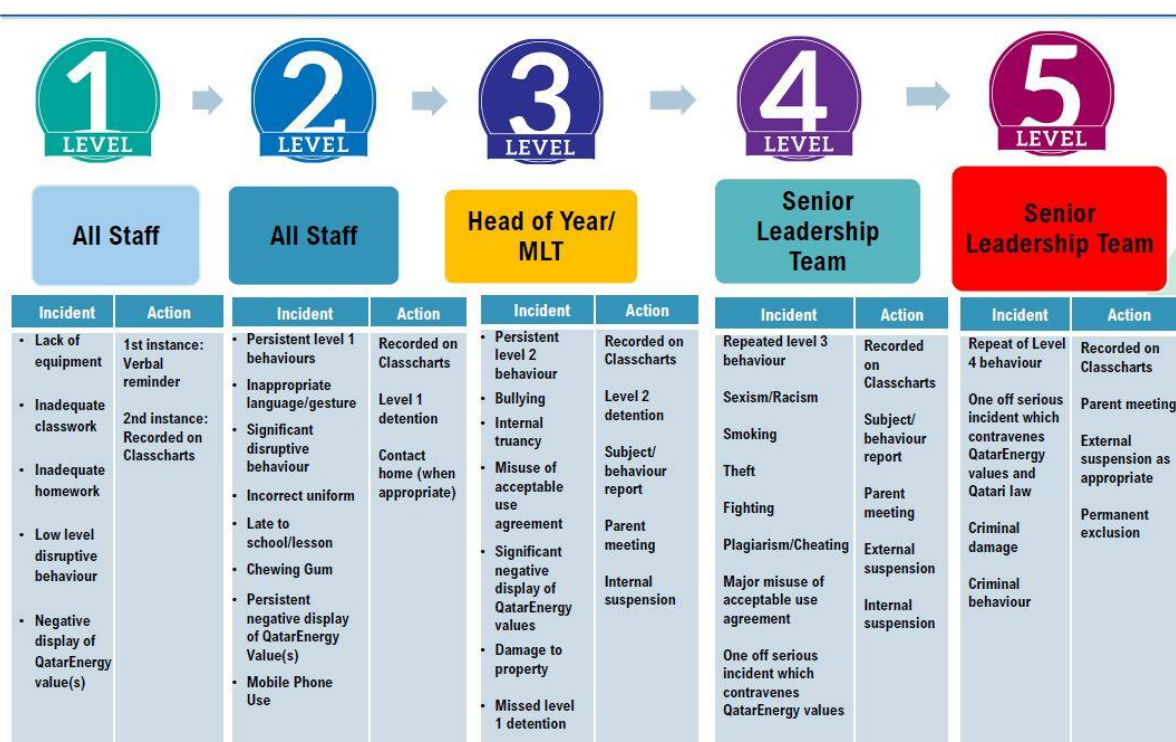 1
LEVEL
2
LEVEL
3
LEVEL
4
LEVEL
5
LEVEL
All Staff
All Staff
Head of Year/
MLT
Senior
Leadership
Team
Senior
Leadership Team
Incident
• Lack of
equipment
• Inadequate
classwork
• Inadequate
homework
• Low level
disruptive
behaviour
• Negative
display of
QatarEnergy
value(s)
Action
1st instance:
Verbal
reminder
2nd instance:
Recorded on
Classcharts
Incident
• Persistent level 1
behaviours
• Inappropriate
language/gesture
• Significant
disruptive
behaviour
• Incorrect uniform
• Late to
school/lesson
• Chewing Gum
• Persistent
negative display
of QatarEnergy
Value(s)
• Mobile Phone
Use
Action
Recorded on
Classcharts
Level 1
detention
Contact
home (when
appropriate)
Incident
• Persistent
level 2
behaviour
• Bullying
• Internal
truancy
• Misuse of
acceptable
use
agreement
• Significant
negative
display of
QatarEnergy
values
• Damage to
property
• Missed level
1 detention
Action
Recorded on
Classcharts
Level 2
detention
Subject/
behaviour
report
Parent
meeting
Internal
suspension
Incident
Repeated level 3
behaviour
Sexism/Racism
Smoking
Theft
Fighting
Plagiarism/Cheating
Major misuse of
acceptable use
agreement
One off serious
incident which
contravenes
QatarEnergy values
Action
Recorded
on
Classcharts
Subject/
behaviour
report
Parent
meeting
External
suspension
Internal
suspension
Incident
Repeat of Level
4 behaviour
One off serious
incident which
contravenes
QatarEnergy
values and
Qatari law
Criminal
damage
Criminal
behaviour
Action
Recorded on
Classcharts
Parent meeting
External
suspension as
appropriate
Permanent
exclusion